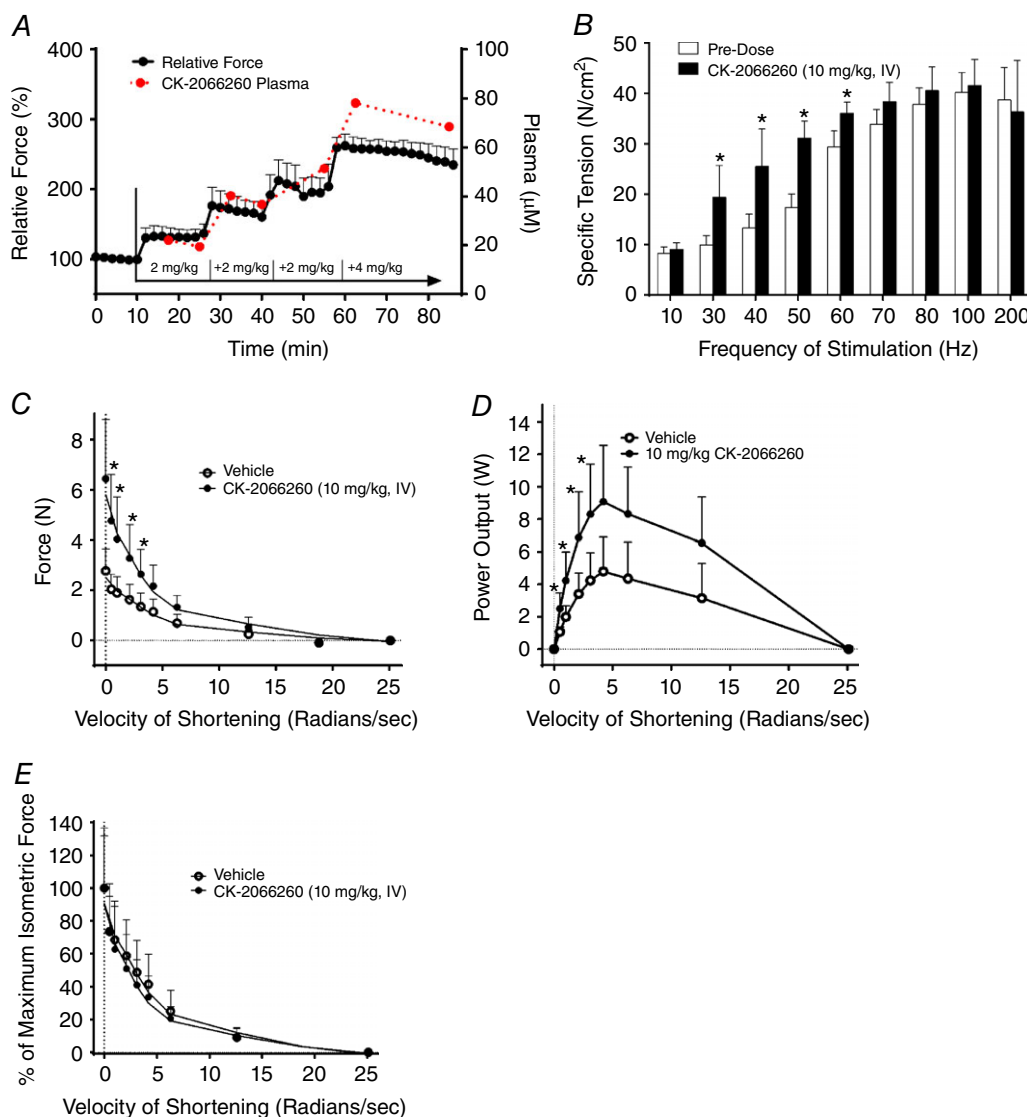 A
Relative Force
CK-2066260 Plasma
Relative Force (%)
400
300
250
200
150
100
Plasma (μM)
100
80
60
40
20
0
2 mg/kg
+2 mg/kg
+2 mg/kg
+4 mg/kg
0 20 30 40 50 60 70 80
Time (min)
B
Pre-Dose
CK-2066260 (10 mg/kg, IV)
Specific Tension (N/cm²)
50
40
30
20
10
0
* * * * *
10 30 40 50 60 70 80 100 200
Frequency of Stimulation (Hz)
C
Vehicle
CK-2066260 (10 mg/kg, IV)
Force (N)
8
6
4
2
0
* * * * *
0 5 10 15 20 25
Velocity of Shortening (Radians/sec)
D
Vehicle
10 mg/kg CK-2066260
Power Output (W)
14
12
10
8
6
4
2
0
* * * *
0 5 10 15 20 25
Velocity of Shortening (Radians/sec)
E
Vehicle
CK-2066260 (10 mg/kg, IV)
% of Maximum Isometric Force
140
120
100
80
60
40
20
0
0 5 10 15 20 25
Velocity of Shortening (Radians/sec)